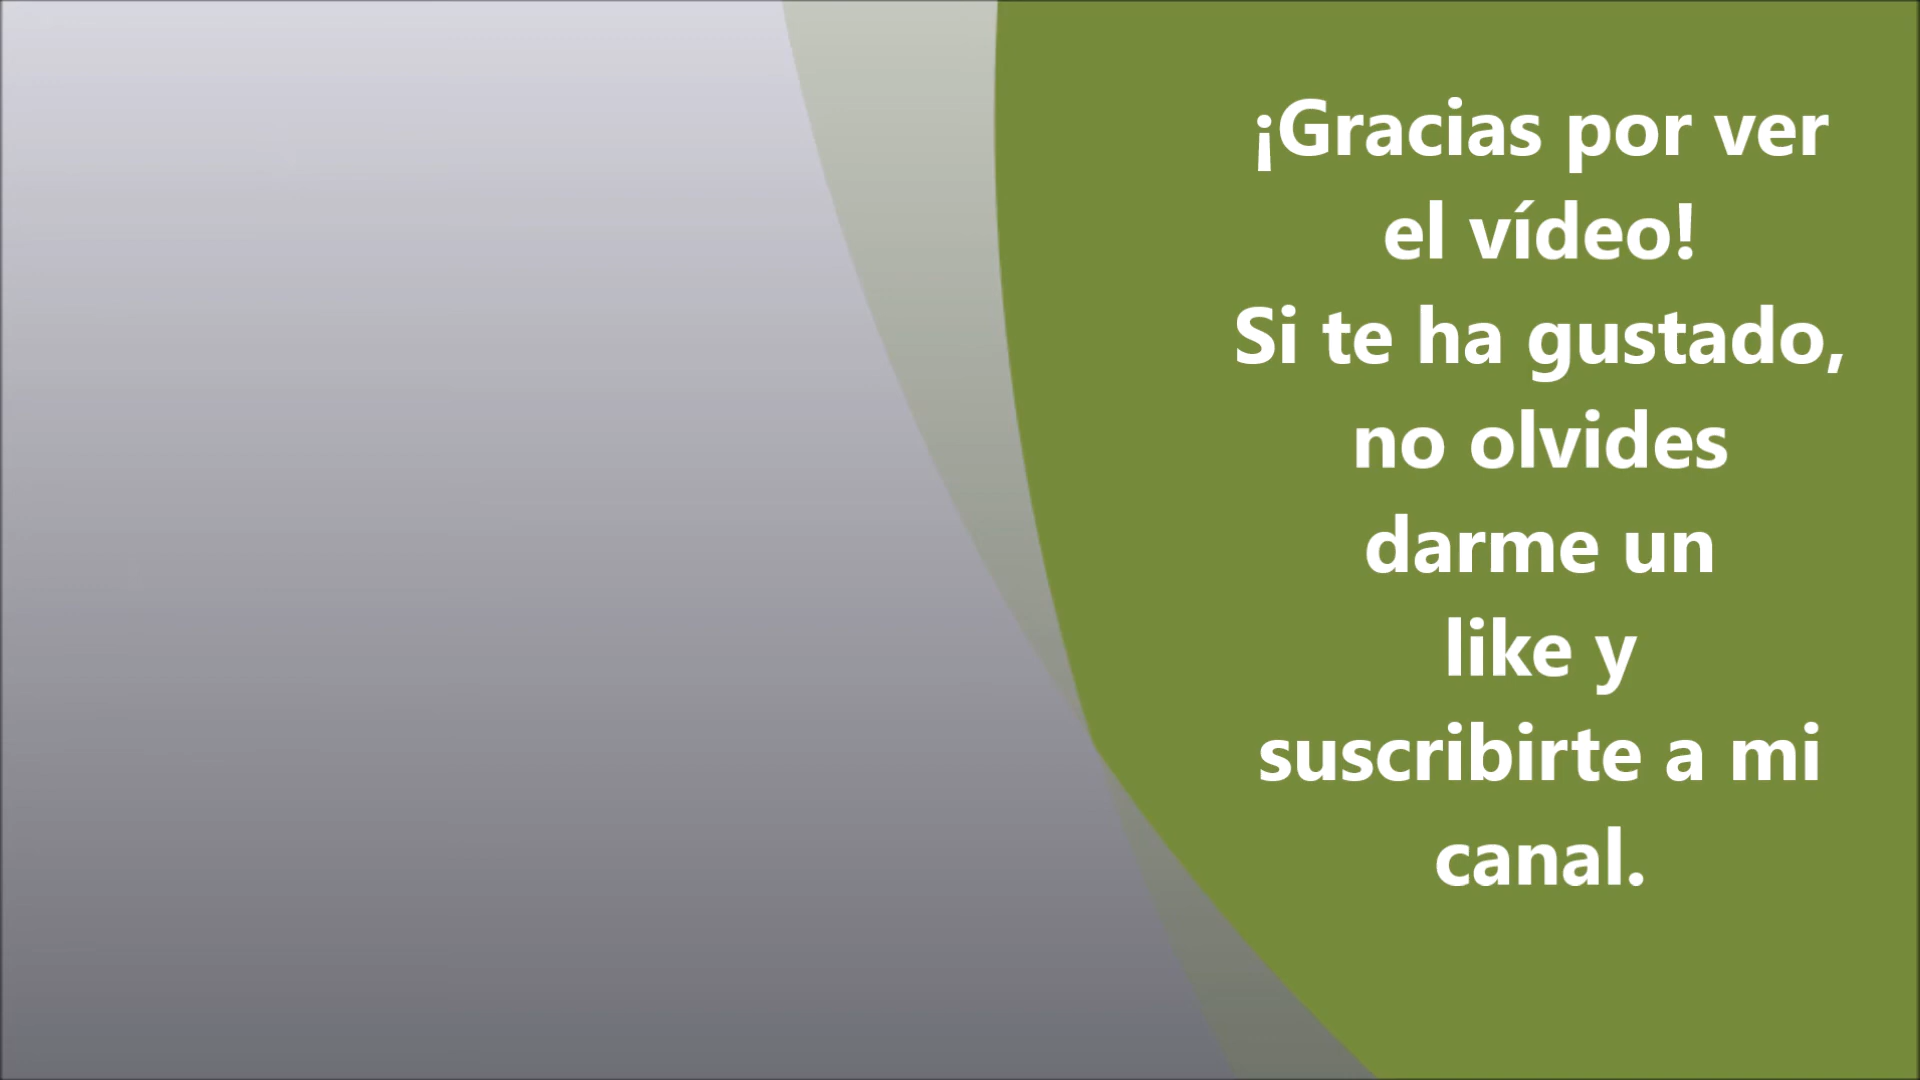 ¡Gracias por ver
el vídeo!
Si te ha gustado,
no olvides
darme un
like y
suscribirte a mi
canal.